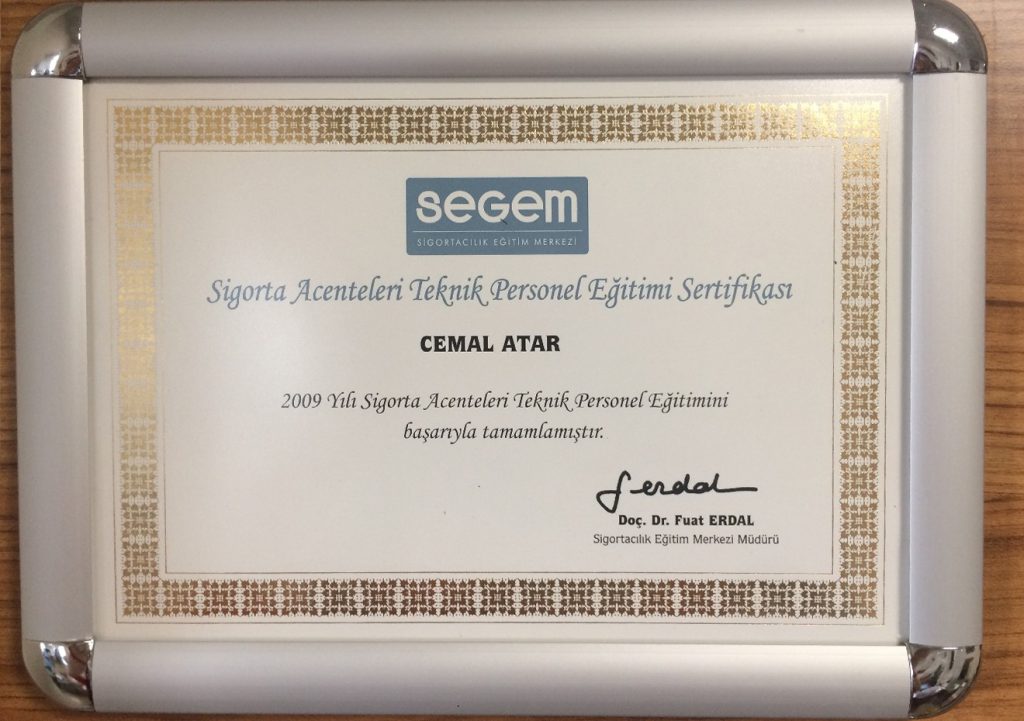 segem
SİGORTACILIK EĞİTİM MERKEZİ
Sigorta Acenteleri Teknik Personel Eğitimi Sertifikası
CEMAL ATAR
2009 Yılı Sigorta Acenteleri Teknik Personel Eğitimini
başarıyla tamamlamıştır.
ferdal
Doç. Dr. Fuat ERDAL
Sigortacılık Eğitim Merkezi Müdürü